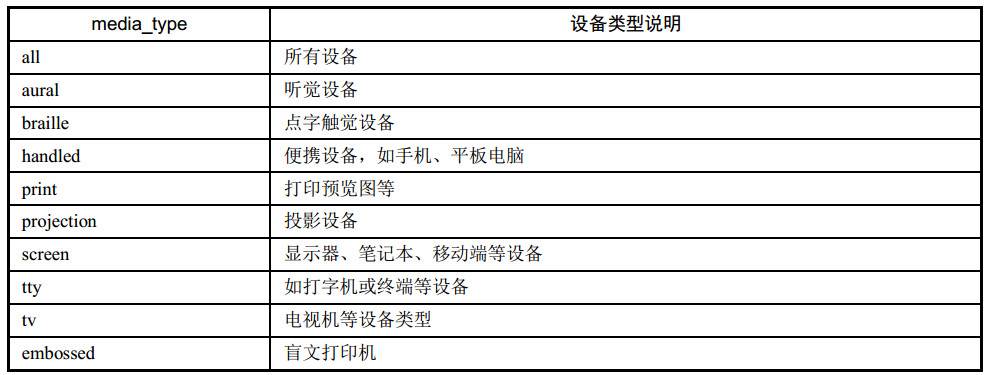 media_type 设备类型说明
all 所有设备
aural 听觉设备
braille 点字触觉设备
handled 便携设备，如手机、平板电脑
print 打印预览图等
projection 投影设备
screen 显示器、笔记本、移动端等设备
tty 如打字机或终端等设备
tv 电视机等设备类型
embossed 盲文打印机